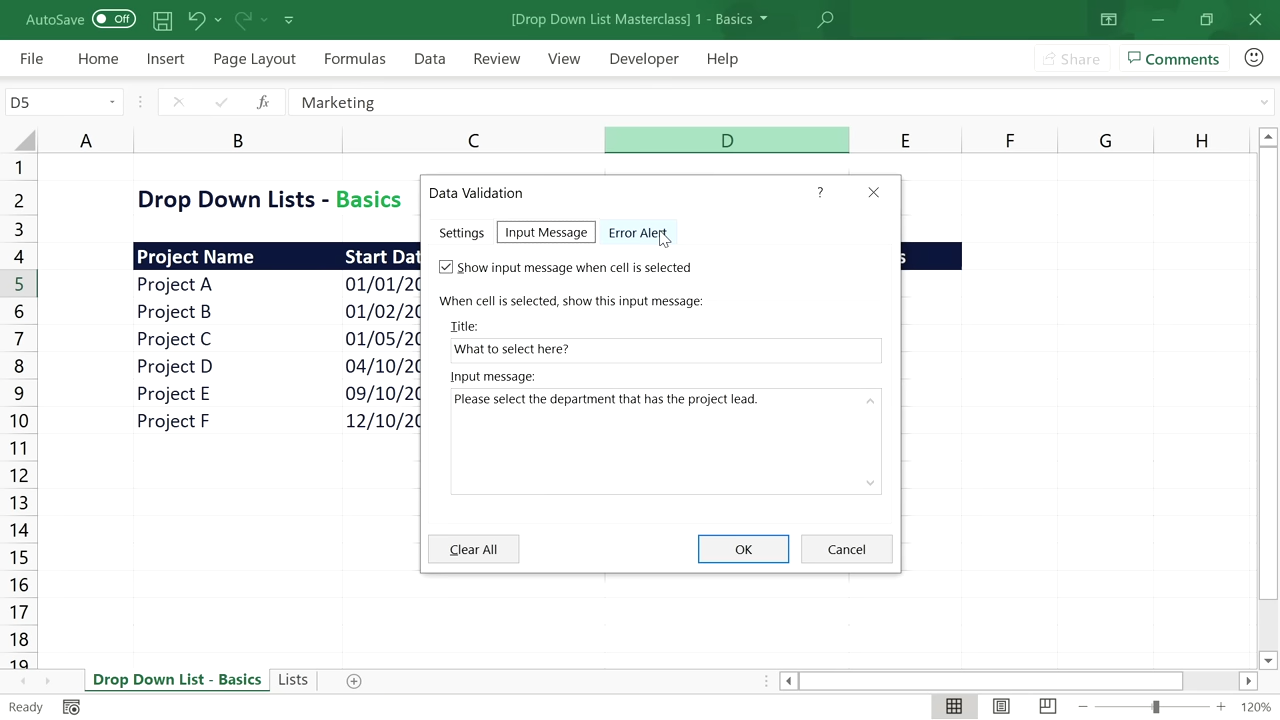 AutoSave Off [Drop Down List Masterclass] 1 - Basics
File Home Insert Page Layout Formulas Data Review View Developer Help Share Comments
D5 fx Marketing
A B C D E F G H
1
2 Drop Down Lists - Basics
3
4 Project Name Start Dat s
5 Project A 01/01/20
6 Project B 01/02/20
7 Project C 01/05/20
8 Project D 04/10/20
9 Project E 09/10/20
10 Project F 12/10/20
11
12
13
14
15
16
17
18
19
Data Validation ?
Settings Input Message Error Alert
Show input message when cell is selected
When cell is selected, show this input message:
Title:
What to select here?
Input message:
Please select the department that has the project lead.
Clear All OK Cancel
Drop Down List - Basics Lists
Ready 120%